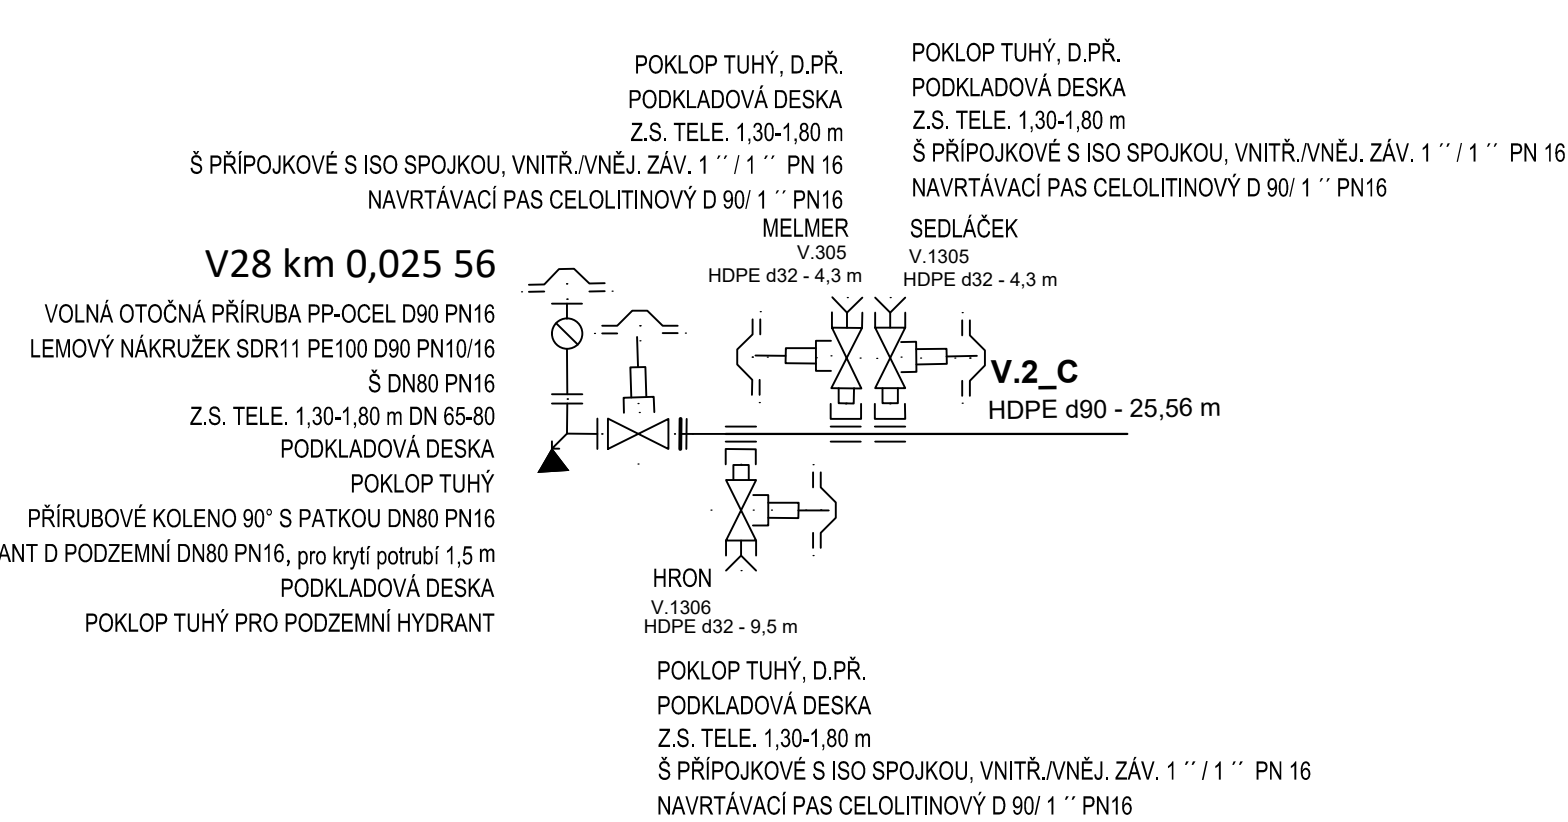 POKLOP TUHÝ, D.PŘ.
PODKLADOVÁ DESKA
Z.S. TELE. 1,30-1,80 m
Š PŘÍPOJKOVÉ S ISO SPOJKOU, VNITŘ./VNĚJ. ZÁV. 1 ´´ / 1 ´´ PN 16
NAVRTÁVACÍ PAS CELOLITINOVÝ D 90/ 1 ´´ PN16
MELMER
V.305
HDPE d32 - 4,3 m
POKLOP TUHÝ, D.PŘ.
PODKLADOVÁ DESKA
Z.S. TELE. 1,30-1,80 m
Š PŘÍPOJKOVÉ S ISO SPOJKOU, VNITŘ./VNĚJ. ZÁV. 1 ´´ / 1 ´´ PN 16
NAVRTÁVACÍ PAS CELOLITINOVÝ D 90/ 1 ´´ PN16
SEDLÁČEK
V.1305
HDPE d32 - 4,3 m
V28 km 0,025 56
VOLNÁ OTOČNÁ PŘÍRUBA PP-OCEL D90 PN16
LEMOVÝ NÁKRUŽEK SDR11 PE100 D90 PN10/16
Š DN80 PN16
Z.S. TELE. 1,30-1,80 m DN 65-80
PODKLADOVÁ DESKA
POKLOP TUHÝ
PŘÍRUBOVÉ KOLENO 90° S PATKOU DN80 PN16
ANT D PODZEMNÍ DN80 PN16, pro krytí potrubí 1,5 m
PODKLADOVÁ DESKA
POKLOP TUHÝ PRO PODZEMNÍ HYDRANT
V.2_C
HDPE d90 - 25,56 m
HRON
V.1306
HDPE d32 - 9,5 m
POKLOP TUHÝ, D.PŘ.
PODKLADOVÁ DESKA
Z.S. TELE. 1,30-1,80 m
Š PŘÍPOJKOVÉ S ISO SPOJKOU, VNITŘ./VNĚJ. ZÁV. 1 ´´ / 1 ´´ PN 16
NAVRTÁVACÍ PAS CELOLITINOVÝ D 90/ 1 ´´ PN16